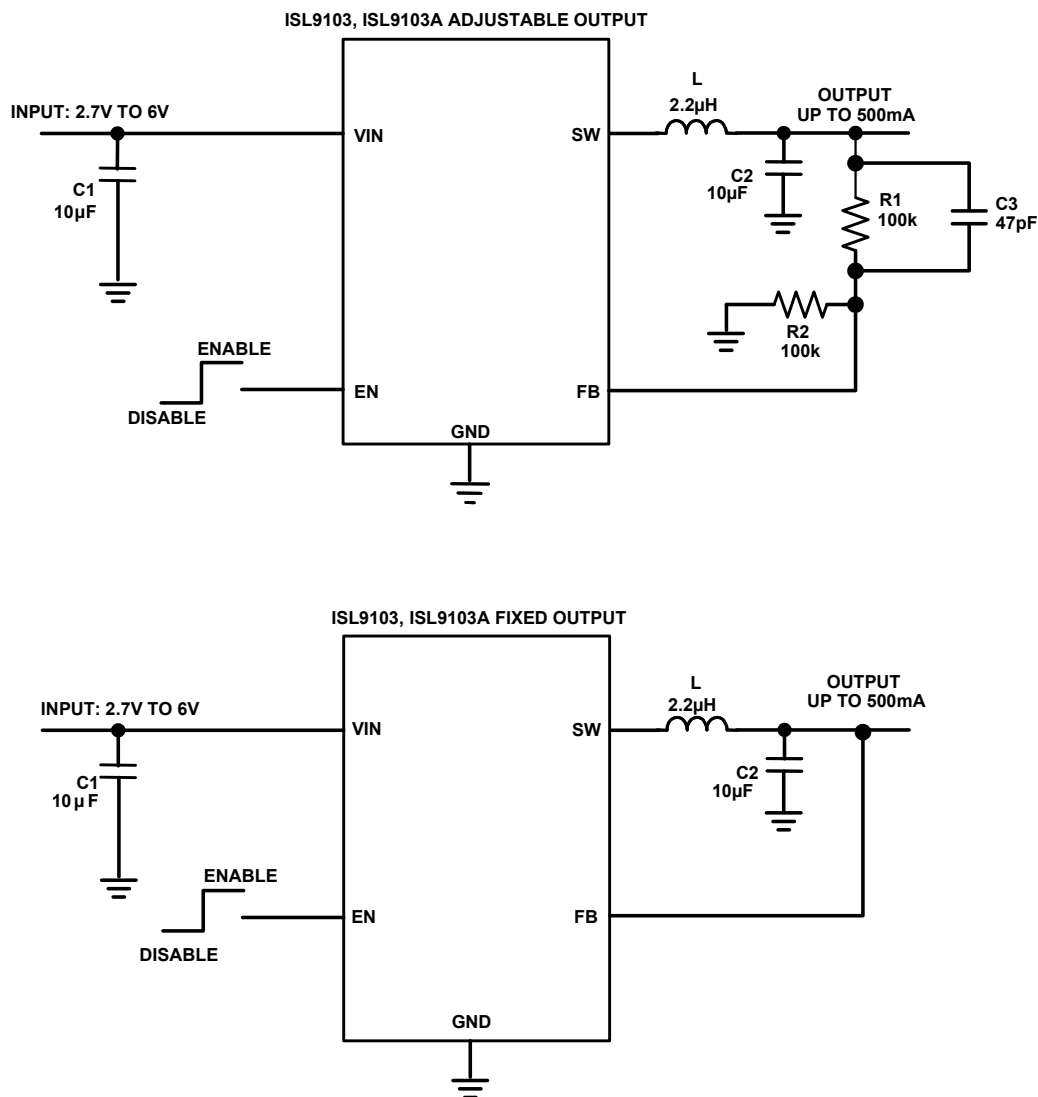 ISL9103, ISL9103A ADJUSTABLE OUTPUT
INPUT: 2.7V TO 6V
C1
10µF
VIN
SW
L
2.2µH
OUTPUT
UP TO 500mA
C2
10µF
R1
100k
C3
47pF
R2
100k
ENABLE
DISABLE
EN
FB
GND
ISL9103, ISL9103A FIXED OUTPUT
INPUT: 2.7V TO 6V
C1
10µF
VIN
SW
L
2.2µH
OUTPUT
UP TO 500mA
C2
10µF
ENABLE
DISABLE
EN
FB
GND